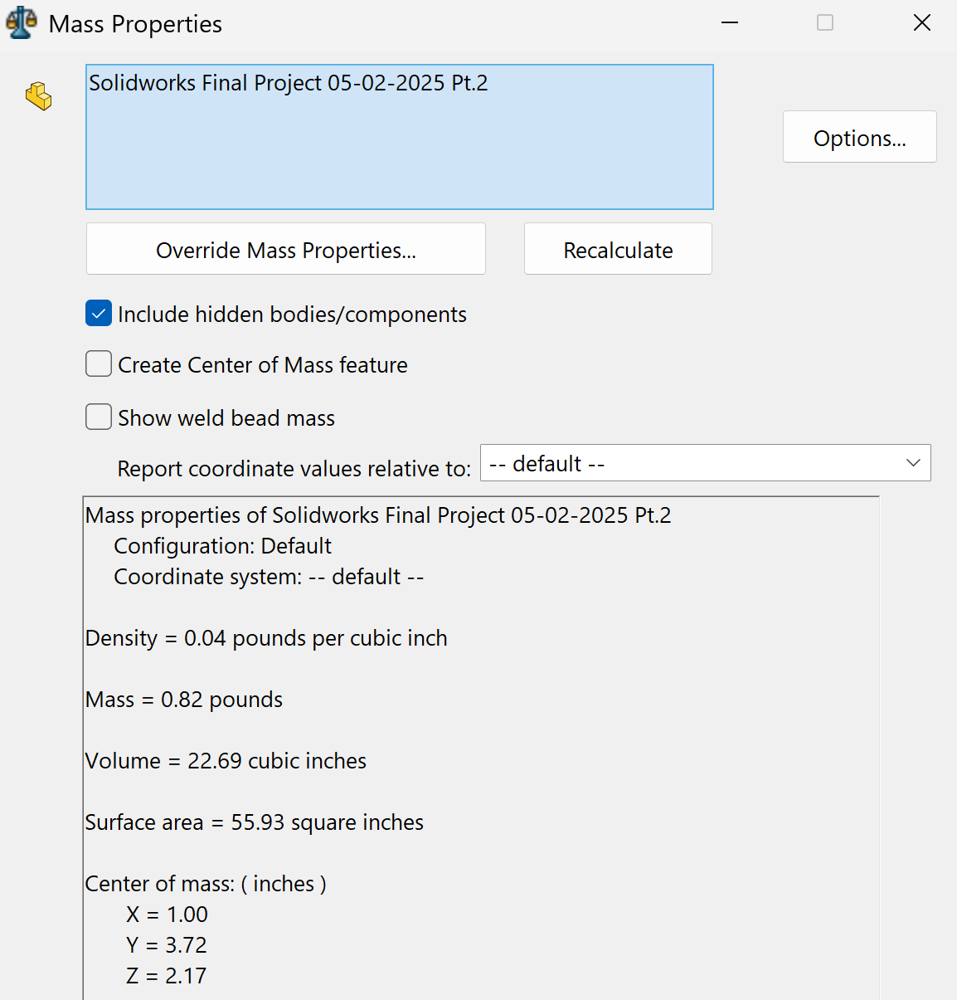 Mass Properties
Solidworks Final Project 05-02-2025 Pt.2
Options...
Override Mass Properties...
Recalculate
Include hidden bodies/components
Create Center of Mass feature
Show weld bead mass
Report coordinate values relative to:
-- default --
Mass properties of Solidworks Final Project 05-02-2025 Pt.2
Configuration: Default
Coordinate system: -- default --
Density = 0.04 pounds per cubic inch
Mass = 0.82 pounds
Volume = 22.69 cubic inches
Surface area = 55.93 square inches
Center of mass: ( inches )
X = 1.00
Y = 3.72
Z = 2.17